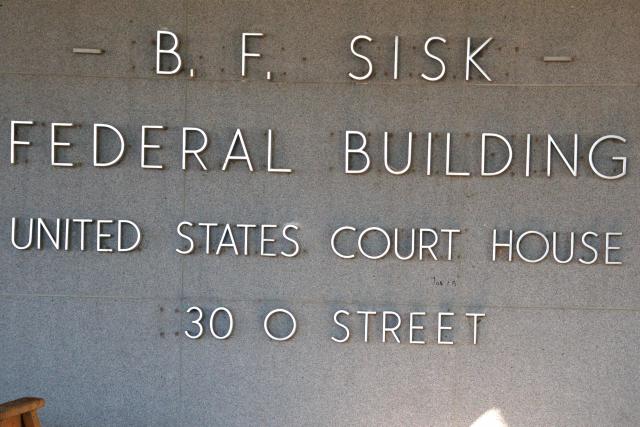 - B. F. SISK -
FEDERAL BUILDING
UNITED STATES COURT HOUSE
30 O STREET